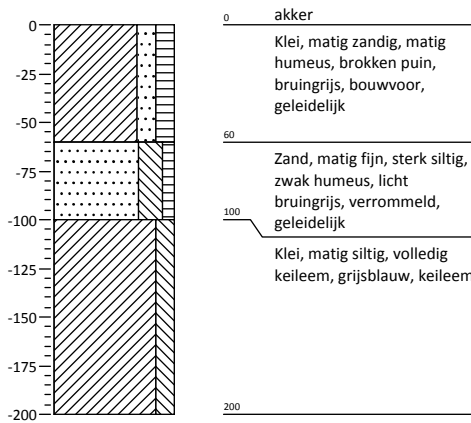 0
-25
-50
-75
-100
-125
-150
-175
-200
0 akker
Klei, matig zandig, matig
humeus, brokken puin,
bruingrijs, bouwvoor,
geleidelijk
60
Zand, matig fijn, sterk siltig,
zwak humeus, licht
bruingrijs, verrommeld,
geleidelijk
100
Klei, matig siltig, volledig
keileem, grijsblauw, keileem
200